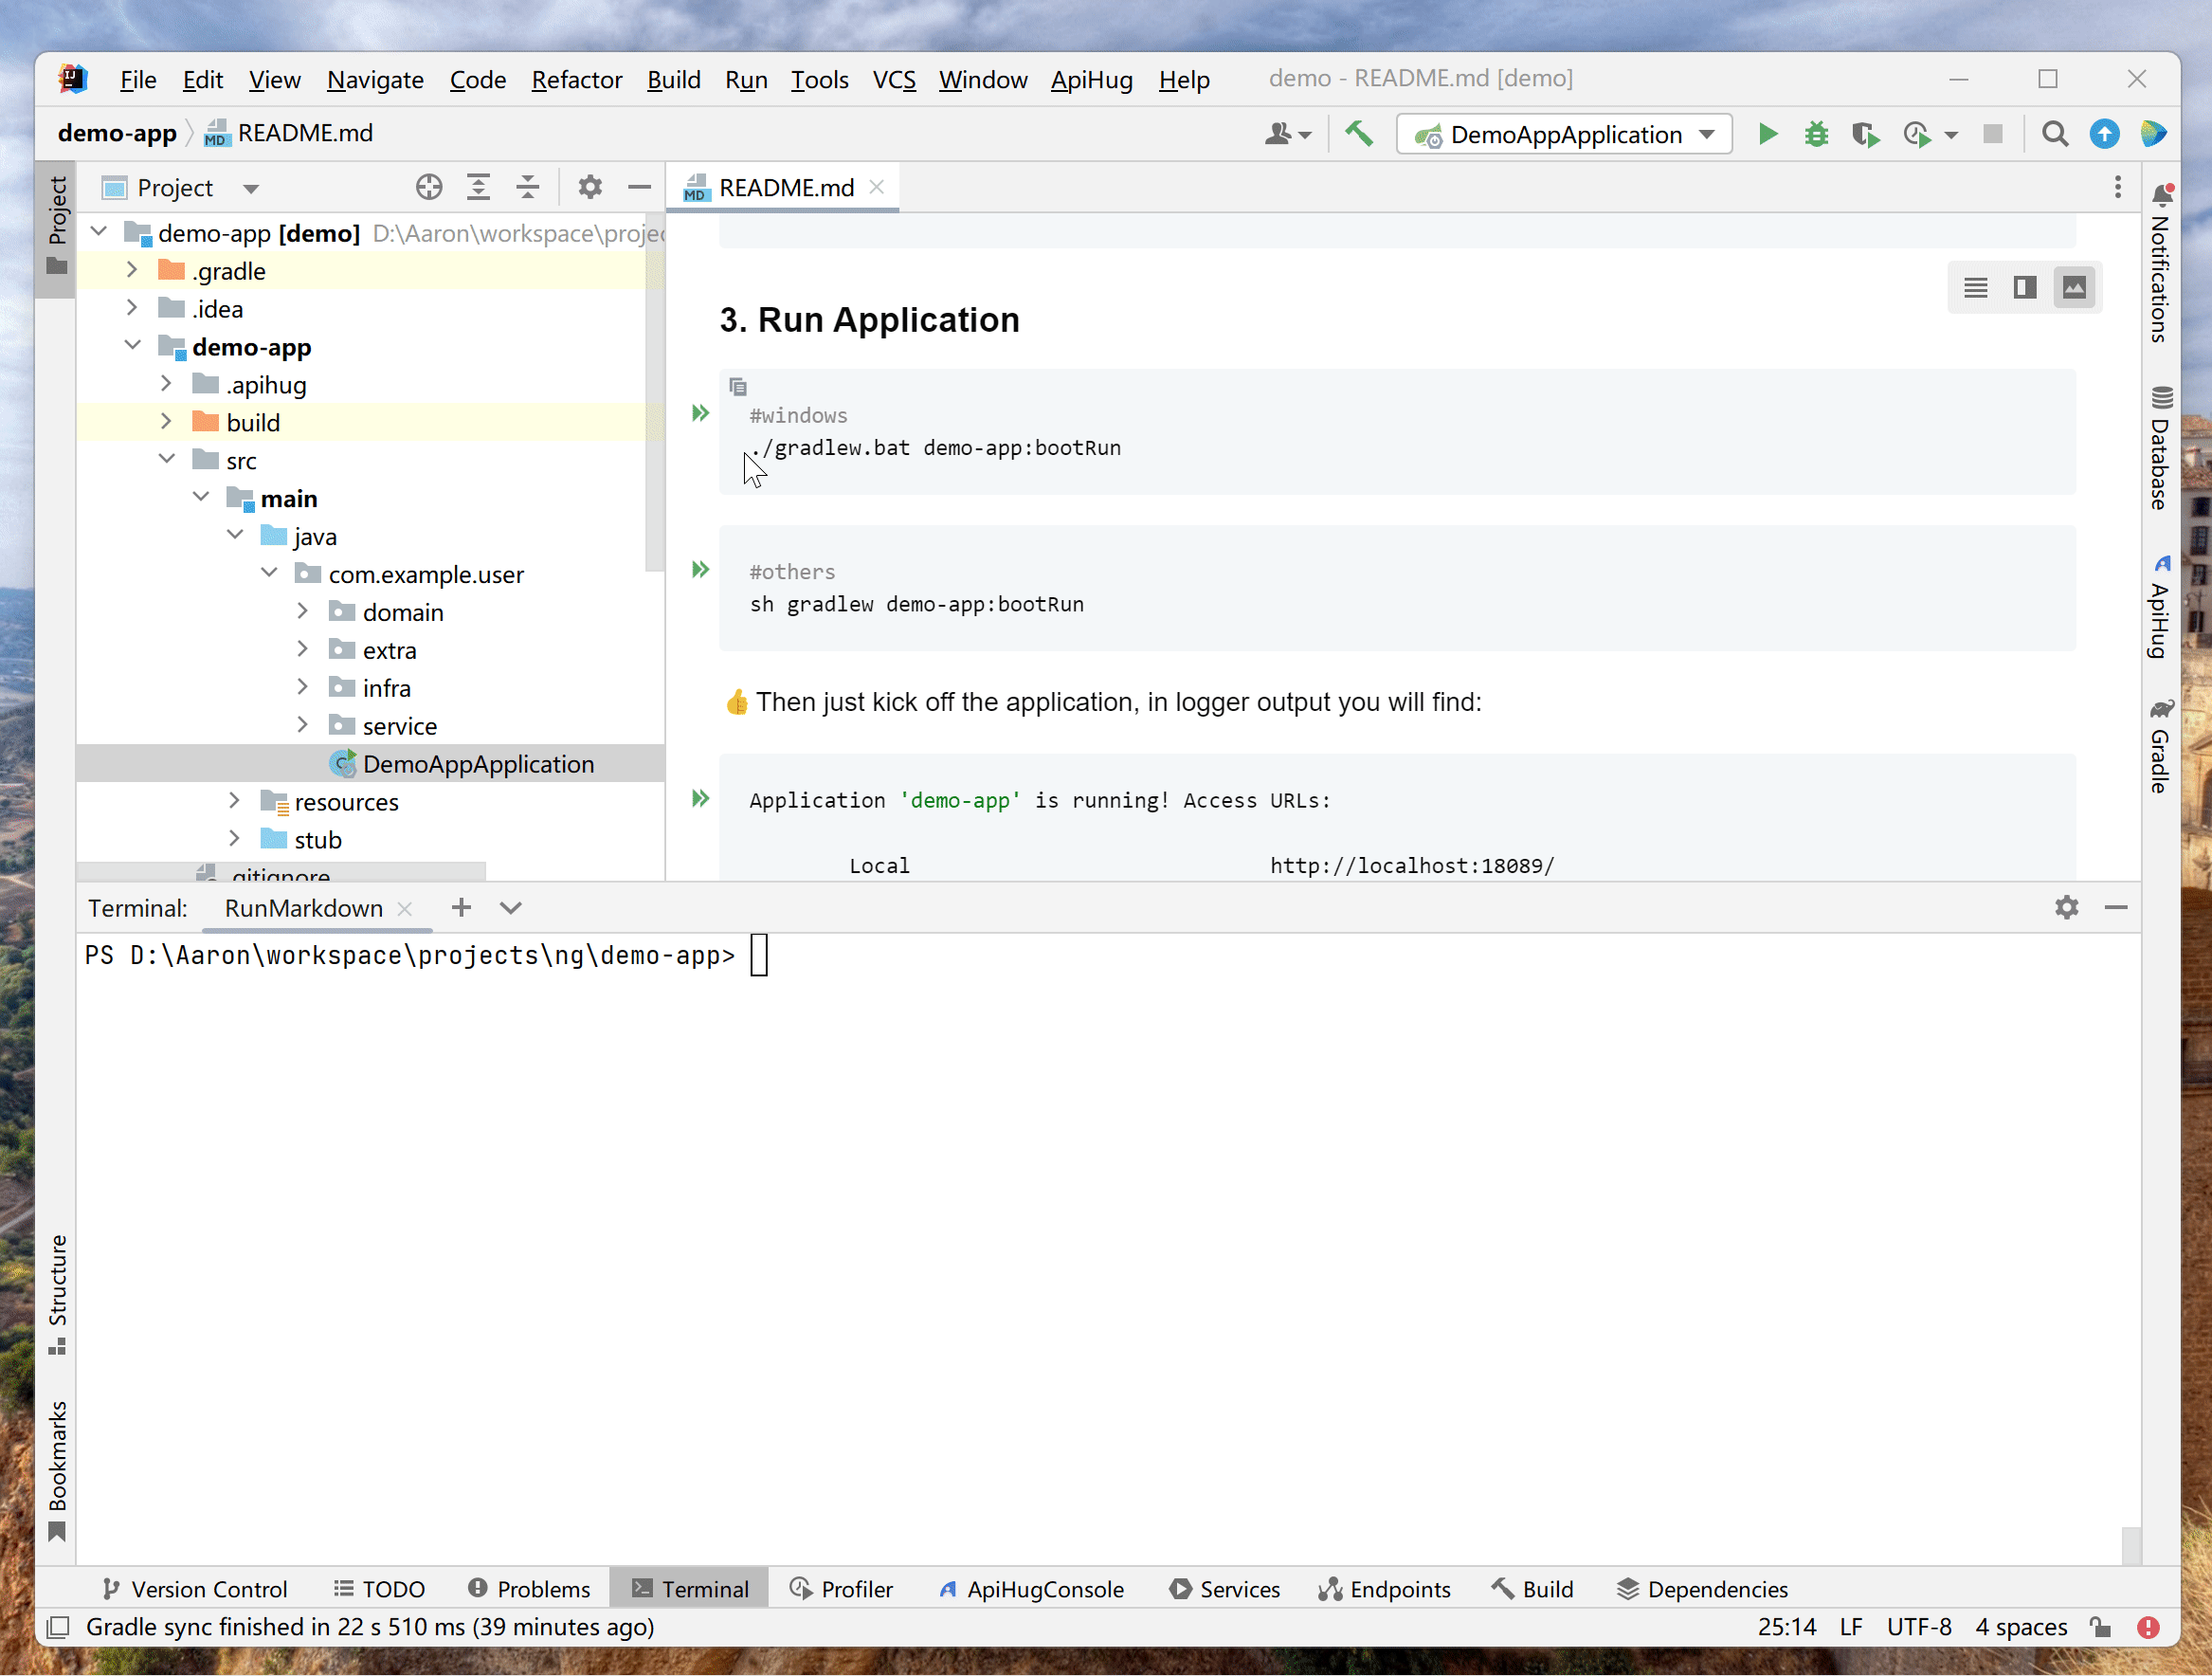 File Edit View Navigate Code Refactor Build Run Tools VCS Window ApiHug Help demo - README.md [demo]
demo-app README.md
DemoAppApplication
Project
Project
README.md
demo-app [demo] D:\Aaron\workspace\projec
.gradle
.idea
demo-app
.apihug
build
src
main
java
com.example.user
domain
extra
infra
service
DemoAppApplication
resources
stub
.gitignore
3. Run Application
#windows
./gradlew.bat demo-app:bootRun
#others
sh gradlew demo-app:bootRun
👍 Then just kick off the application, in logger output you will find:
Application 'demo-app' is running! Access URLs:
Local http://localhost:18089/
Notifications
Database
ApiHug
Gradle
Terminal: RunMarkdown
PS D:\Aaron\workspace\projects\ng\demo-app>
Structure
Bookmarks
Version Control TODO Problems Terminal Profiler ApiHugConsole Services Endpoints Build Dependencies
Gradle sync finished in 22 s 510 ms (39 minutes ago) 25:14 LF UTF-8 4 spaces